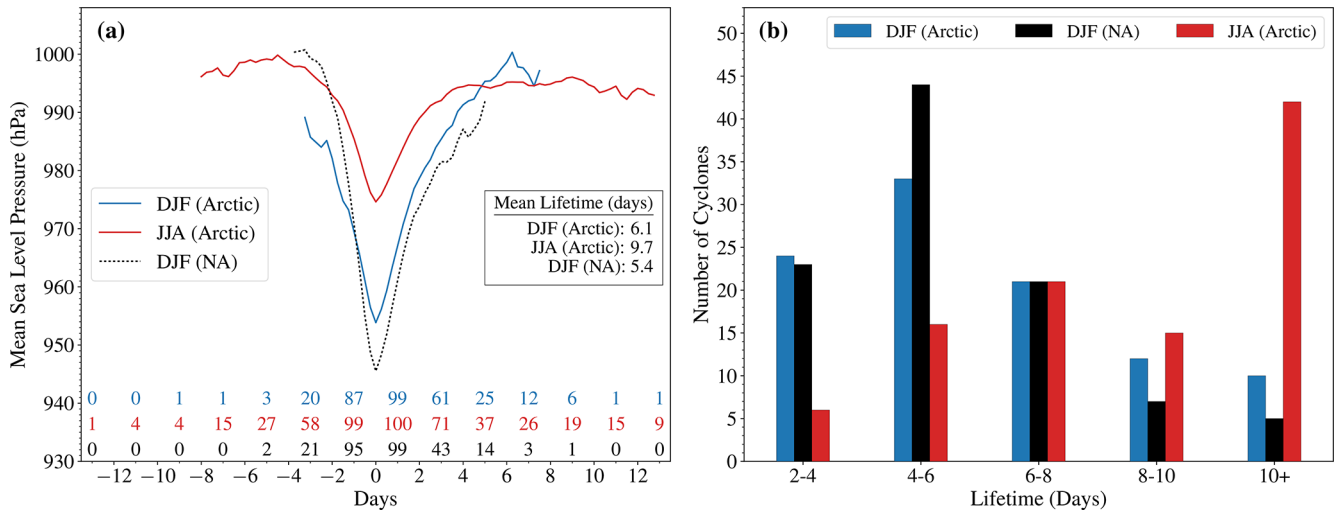 (a)
Mean Sea Level Pressure (hPa)
1000
990
980
970
960
950
940
930
DJF (Arctic)
JJA (Arctic)
DJF (NA)
Mean Lifetime (days)
DJF (Arctic): 6.1
JJA (Arctic): 9.7
DJF (NA): 5.4
0 0 1 1 3 20 87 99 61 25 12 6 1 1
1 4 4 15 27 58 99 100 71 37 26 19 15 9
0 0 0 0 2 21 95 99 43 14 3 1 0 0
−12 −10 −8 −6 −4 −2 0 2 4 6 8 10 12
Days
(b)
DJF (Arctic) DJF (NA) JJA (Arctic)
Number of Cyclones
50
45
40
35
30
25
20
15
10
5
0
2-4 4-6 6-8 8-10 10+
Lifetime (Days)